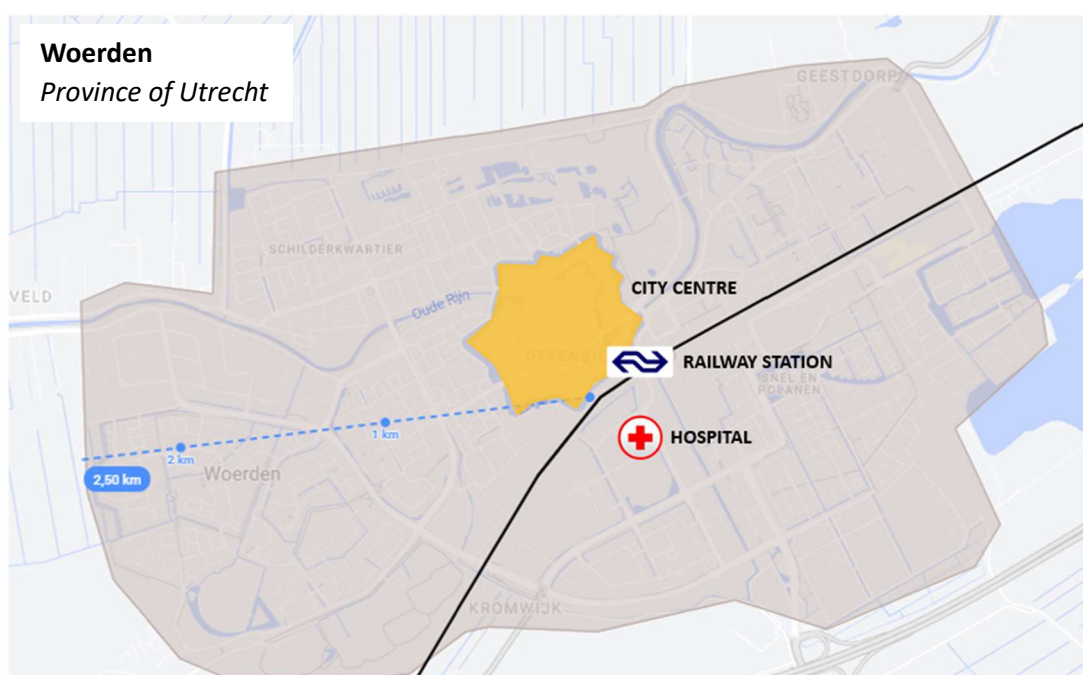 Woerden
Province of Utrecht
GEESTDORP
SCHILDERKWARTIER
VELD
Oude Rijn
CITY CENTRE
DEFENSIE
RAILWAY STATION
SNEL EN
POLANEN
1 km
HOSPITAL
2 km
Woerden
2,50 km
KROMWIJK